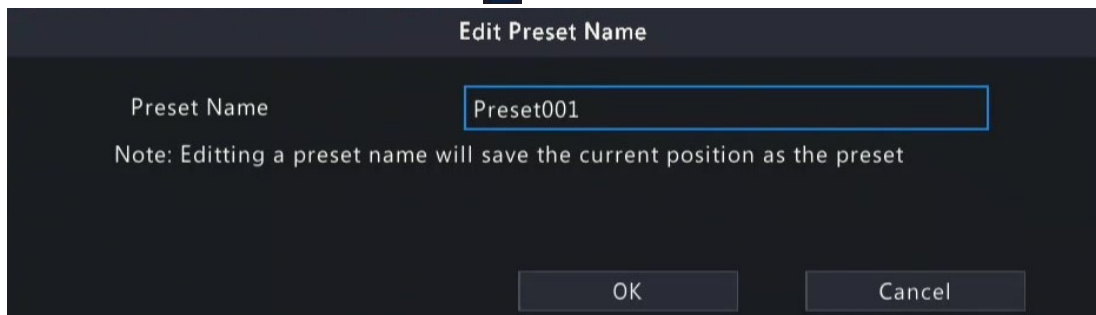 Edit Preset Name
Preset Name Preset001
Note: Editting a preset name will save the current position as the preset
OK Cancel